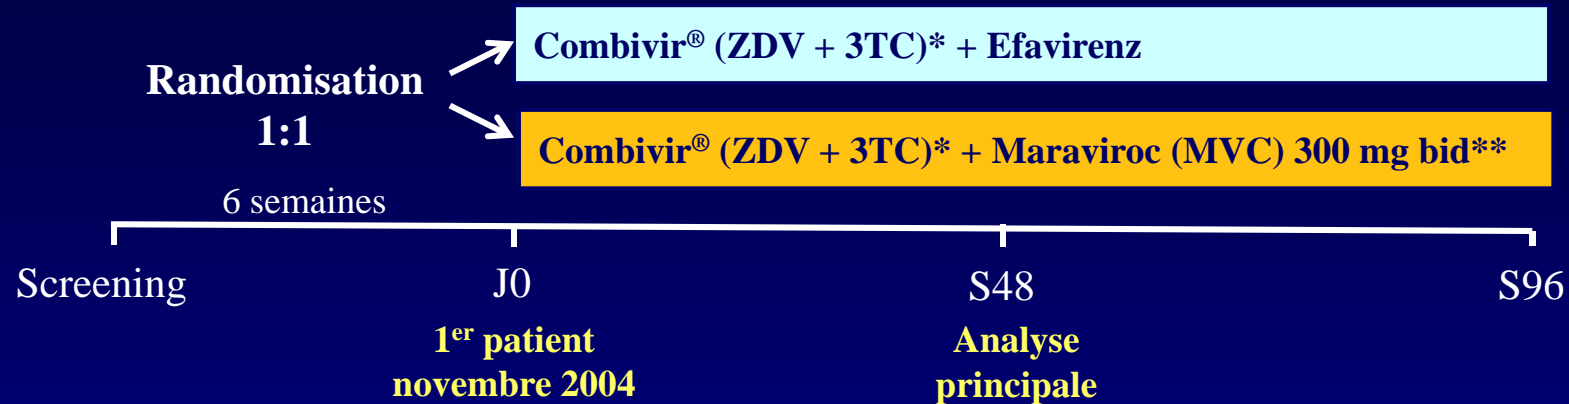 Combivir® (ZDV + 3TC)* + Efavirenz
Randomisation
1:1
Combivir® (ZDV + 3TC)* + Maraviroc (MVC) 300 mg bid**
6 semaines
Screening
J0
S48
S96
1er patient
novembre 2004
Analyse
principale